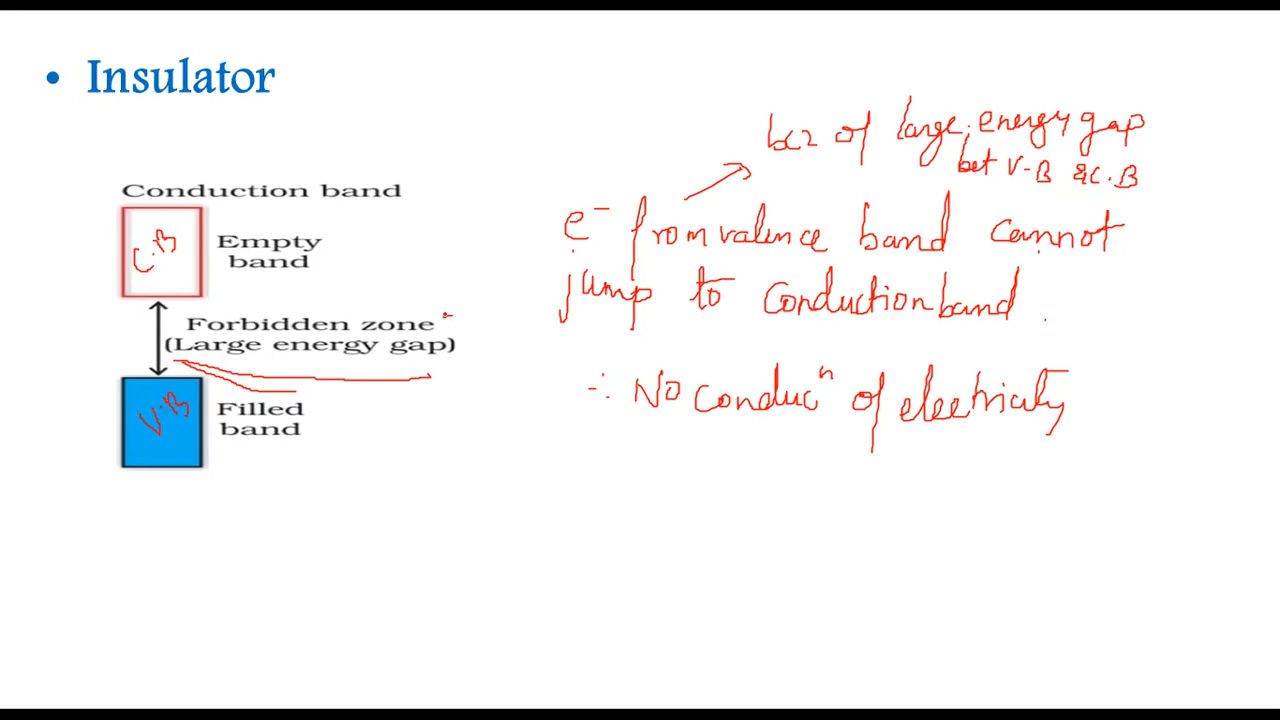 • Insulator
Conduction band
C.B
Empty
band
Forbidden zone
(Large energy gap)
V.B
Filled
band
bcz of large energy gap
bet V-B & C.B
e⁻ from valence band cannot
jump to Conduction band.
∴ No conducⁿ of electricity